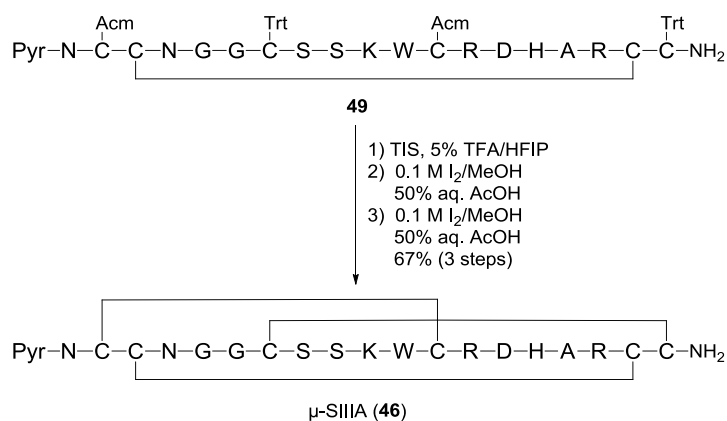 Acm Trt Acm Trt
Pyr–N–C–C–N–G–G–C–S–S–K–W–C–R–D–H–A–R–C–C–NH₂
49
1) TIS, 5% TFA/HFIP
2) 0.1 M I₂/MeOH
50% aq. AcOH
3) 0.1 M I₂/MeOH
50% aq. AcOH
67% (3 steps)
Pyr–N–C–C–N–G–G–C–S–S–K–W–C–R–D–H–A–R–C–C–NH₂
μ-SIIIA (46)